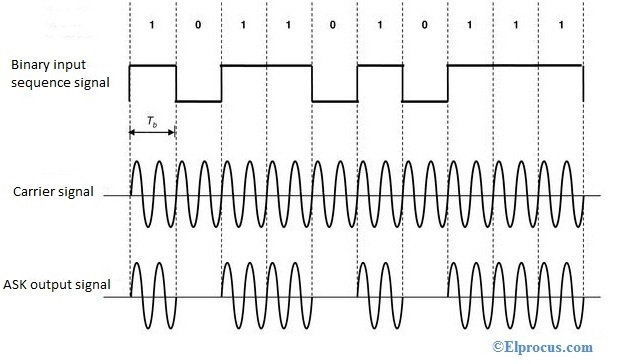 1 0 1 1 0 1 0 1 1 1
Binary input
sequence signal
Tb
Carrier signal
ASK output signal
©Elprocus.com